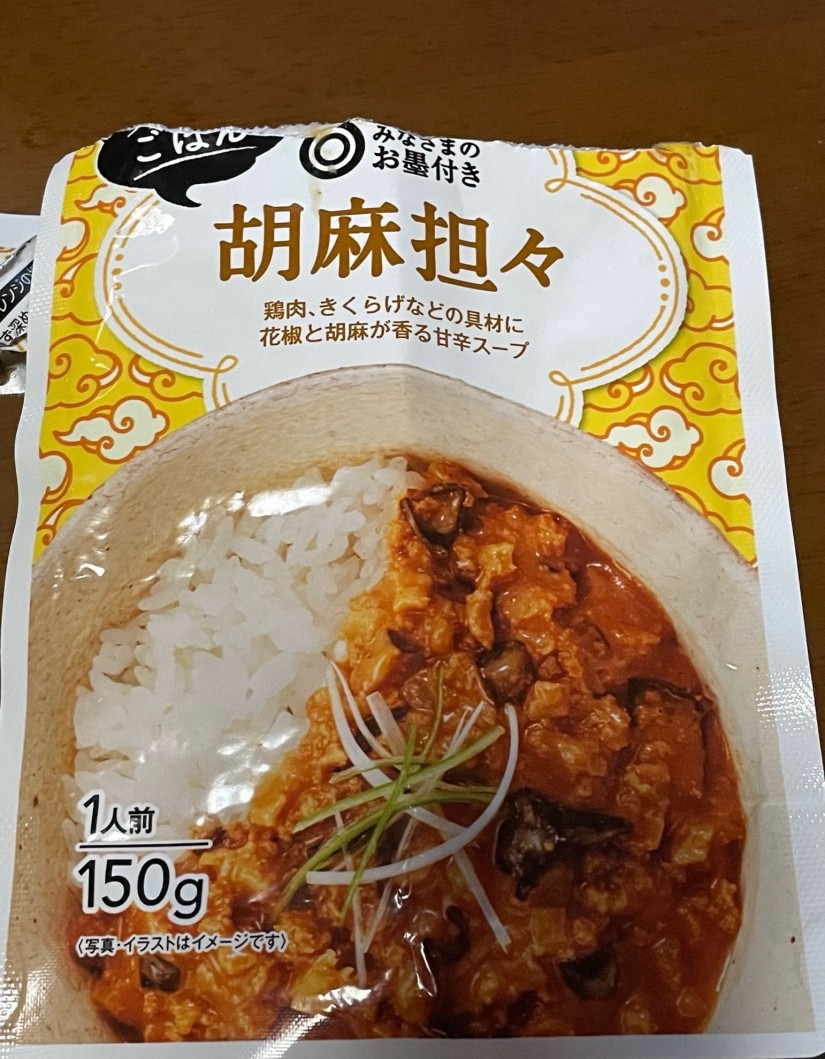 ごはん
みなさまの
お墨付き
胡麻担々
鶏肉、きくらげなどの具材に
花椒と胡麻が香る甘辛スープ
1人前
150g
〈写真・イラストはイメージです〉